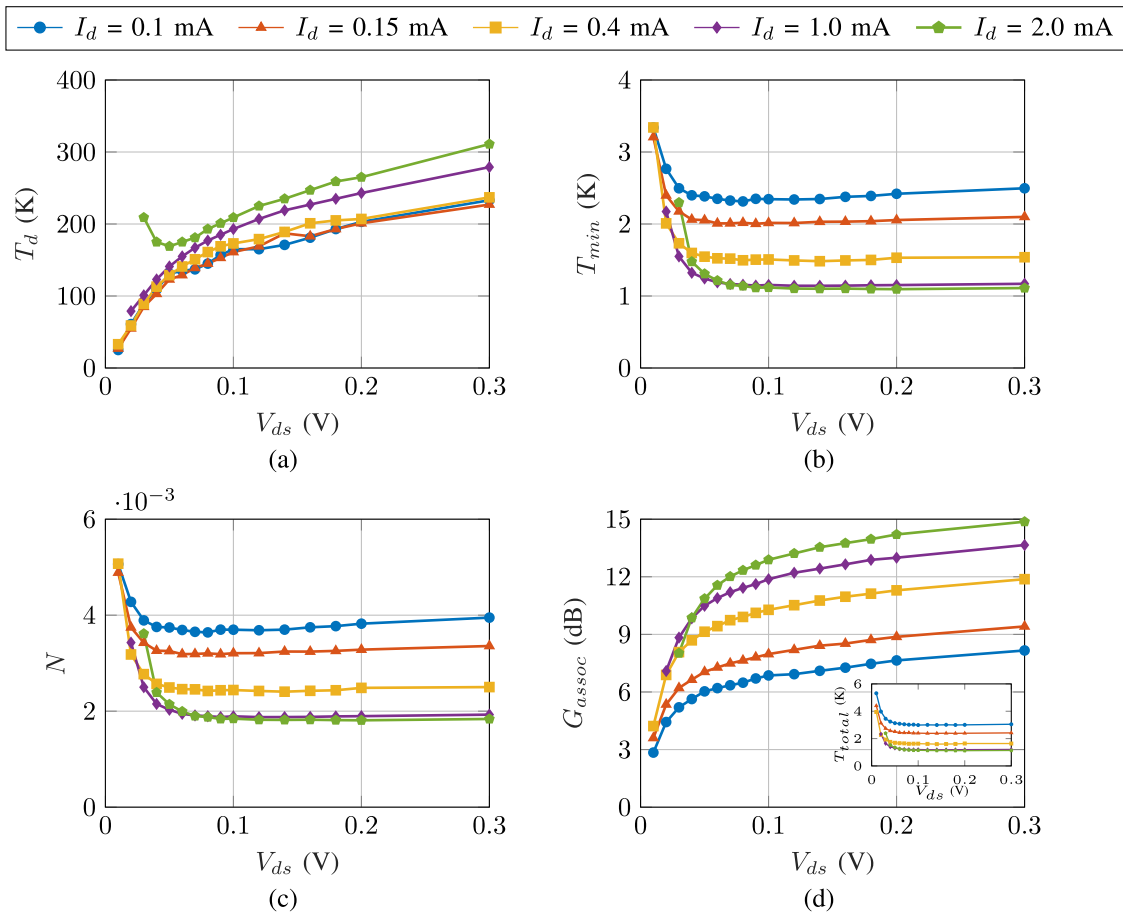 I_d = 0.1 mA I_d = 0.15 mA I_d = 0.4 mA I_d = 1.0 mA I_d = 2.0 mA
400
300
200
100
0
T_d (K)
0 0.1 0.2 0.3
V_ds (V)
(a)
4
3
2
1
0
T_min (K)
0 0.1 0.2 0.3
V_ds (V)
(b)
·10⁻³
6
4
2
0
N
0 0.1 0.2 0.3
V_ds (V)
(c)
15
12
9
6
3
0
G_assoc (dB)
0 0.1 0.2 0.3
V_ds (V)
6
4
2
0
T_total (K)
0 0.1 0.2 0.3
V_ds (V)
(d)